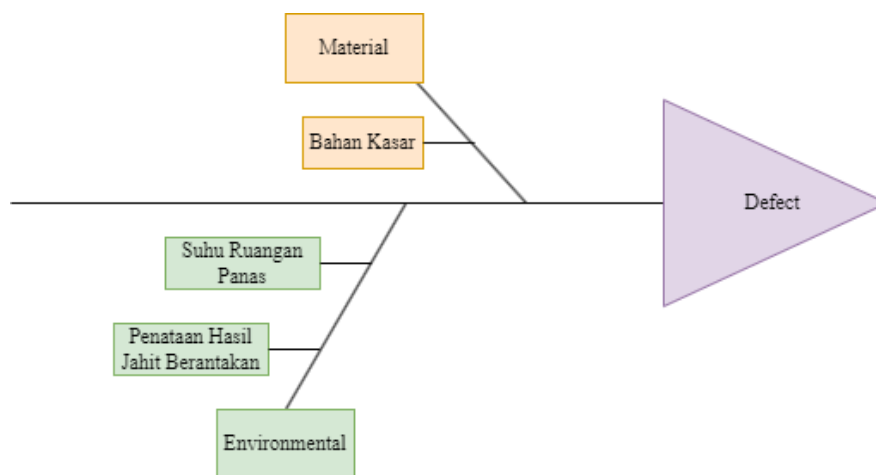 Material
Bahan Kasar
Defect
Suhu Ruangan
Panas
Penataan Hasil
Jahit Berantakan
Environmental